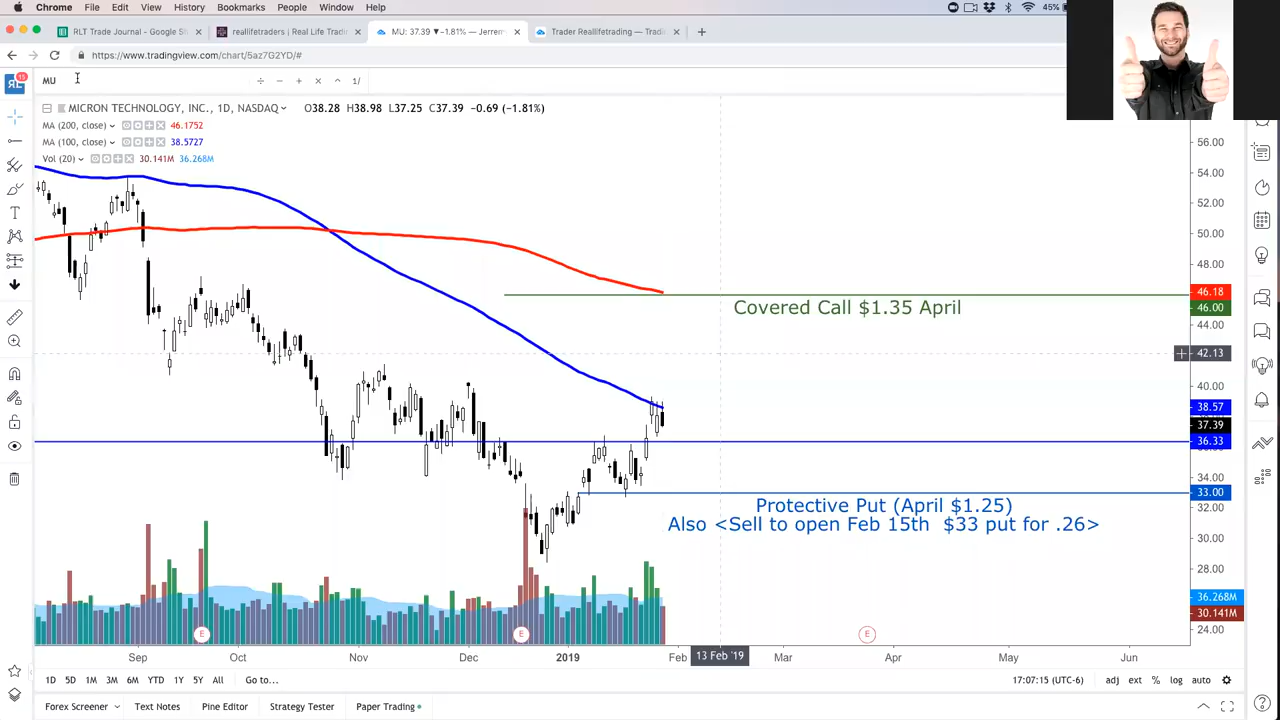 Chrome File Edit View History Bookmarks People Window Help 45%
RLT Trade Journal - Google Sh
reallifetraders | Real Life Tradi
MU: 37.39 ▼−1.81% — Jerrem
Trader Reallifetrading — Tradi
https://www.tradingview.com/chart/5az7G2YD/#
RL 15 MU 1/
MICRON TECHNOLOGY, INC., 1D, NASDAQ O38.28 H38.98 L37.25 C37.39 -0.69 (-1.81%)
MA (200, close) 46.1752
MA (100, close) 38.5727
Vol (20) 30.141M 36.268M
56.00
54.00
52.00
50.00
48.00
46.18
46.00
Covered Call $1.35 April
44.00
42.13
40.00
38.57
37.39
36.33
34.00
33.00
Protective Put (April $1.25)
32.00
Also <Sell to open Feb 15th $33 put for .26>
30.00
28.00
36.268M
30.141M
24.00
E E E
Sep Oct Nov Dec 2019 Feb 13 Feb '19 Mar Apr May Jun
1D 5D 1M 3M 6M YTD 1Y 5Y All Go to... 17:07:15 (UTC-6) adj ext % log auto
Forex Screener Text Notes Pine Editor Strategy Tester Paper Trading